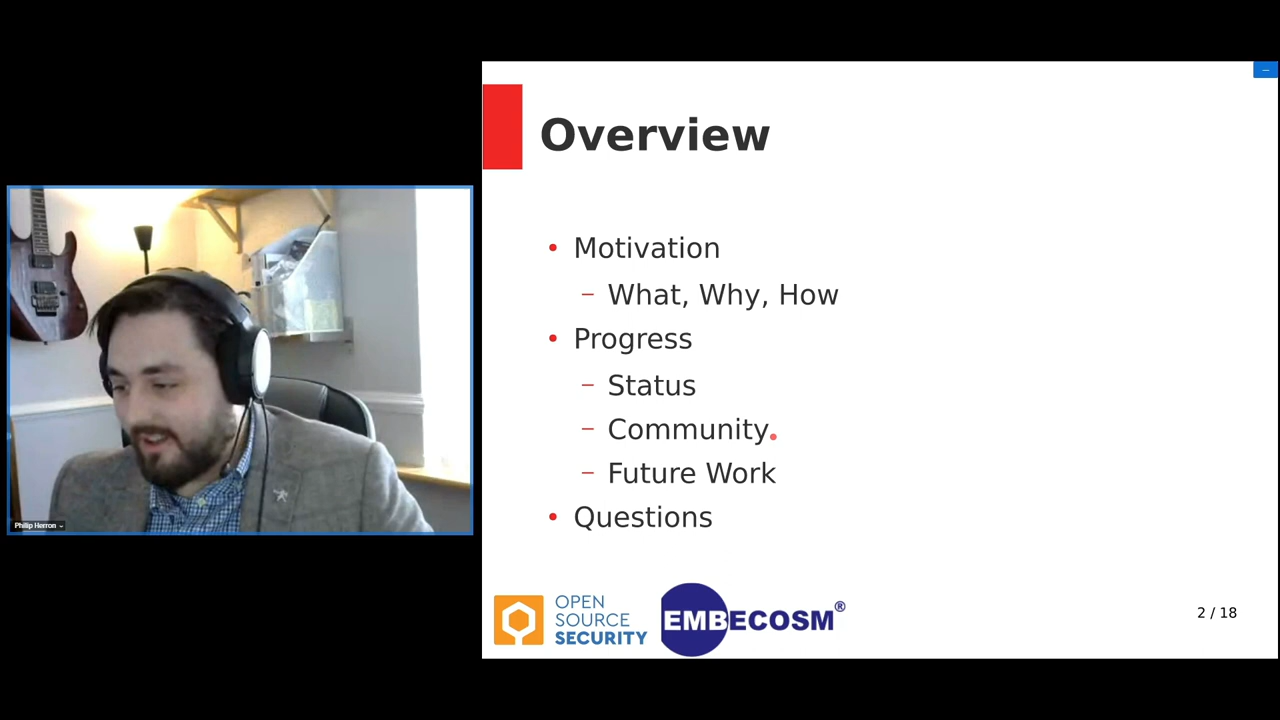 Overview
• Motivation
– What, Why, How
• Progress
– Status
– Community
– Future Work
• Questions
OPEN
SOURCE
SECURITY
EMBECOSM®
2 / 18
Philip Herron